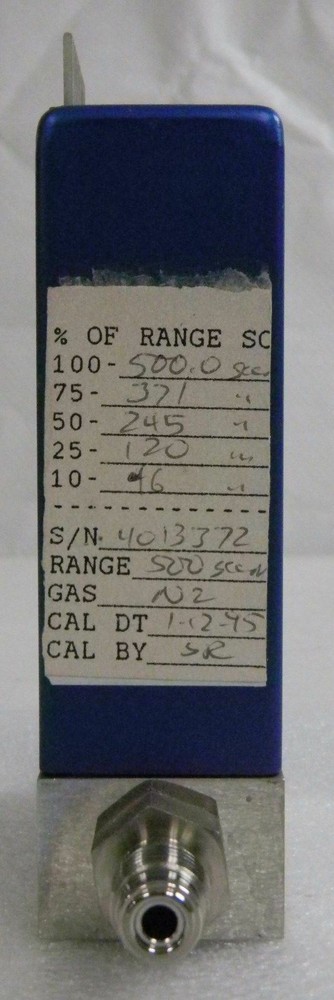 % OF RANGE SC
100- 500.0 sccm
75- 371 "
50- 245 "
25- 120 "
10- 46 "
- - - - - - - - - - - - - -
S/N. 4013372
RANGE 500 sccm
GAS N2
CAL DT 1-12-95
CAL BY SR